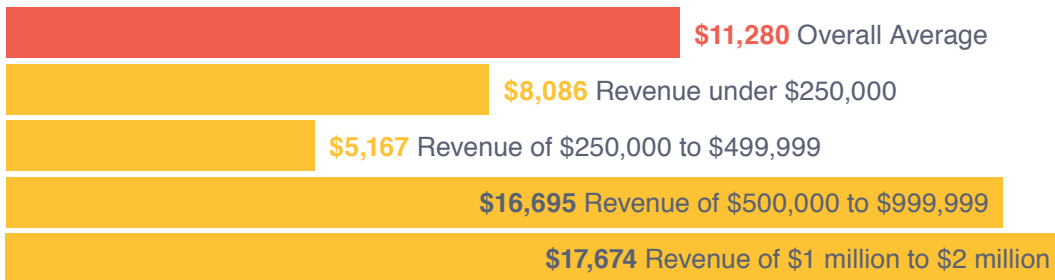 $11,280 Overall Average
$8,086 Revenue under $250,000
$5,167 Revenue of $250,000 to $499,999
$16,695 Revenue of $500,000 to $999,999
$17,674 Revenue of $1 million to $2 million